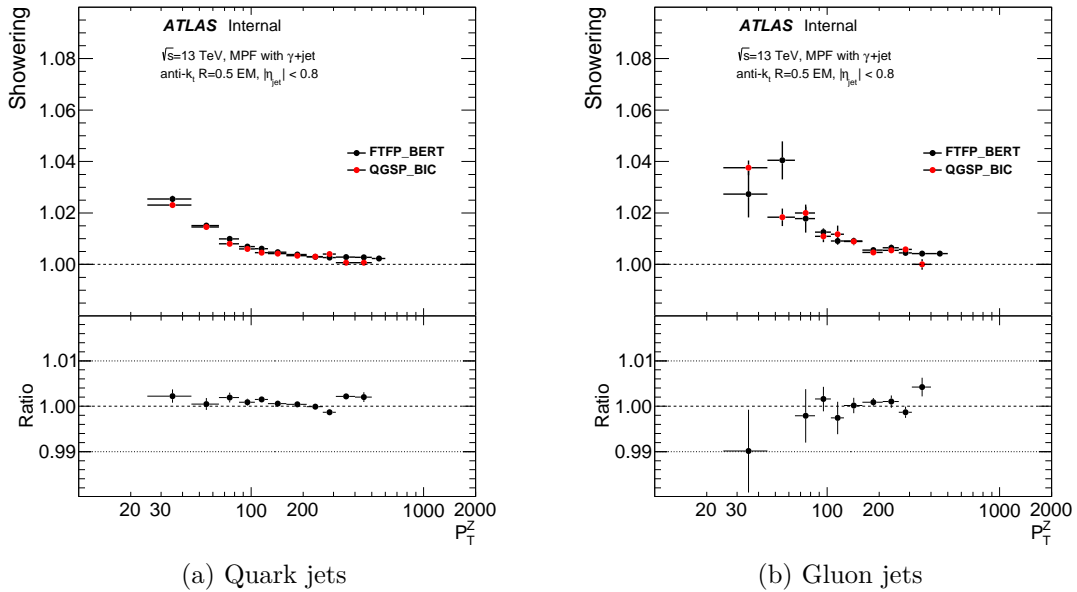 Showering
1.08
1.06
1.04
1.02
1.00
ATLAS Internal
√s=13 TeV, MPF with γ+jet
anti-kt R=0.5 EM, |ηjet| < 0.8
FTFP_BERT
QGSP_BIC
Ratio
1.01
1.00
0.99
20 30 100 200 1000 2000
P_T^Z
(a) Quark jets
Showering
1.08
1.06
1.04
1.02
1.00
ATLAS Internal
√s=13 TeV, MPF with γ+jet
anti-kt R=0.5 EM, |ηjet| < 0.8
FTFP_BERT
QGSP_BIC
Ratio
1.01
1.00
0.99
20 30 100 200 1000 2000
P_T^Z
(b) Gluon jets